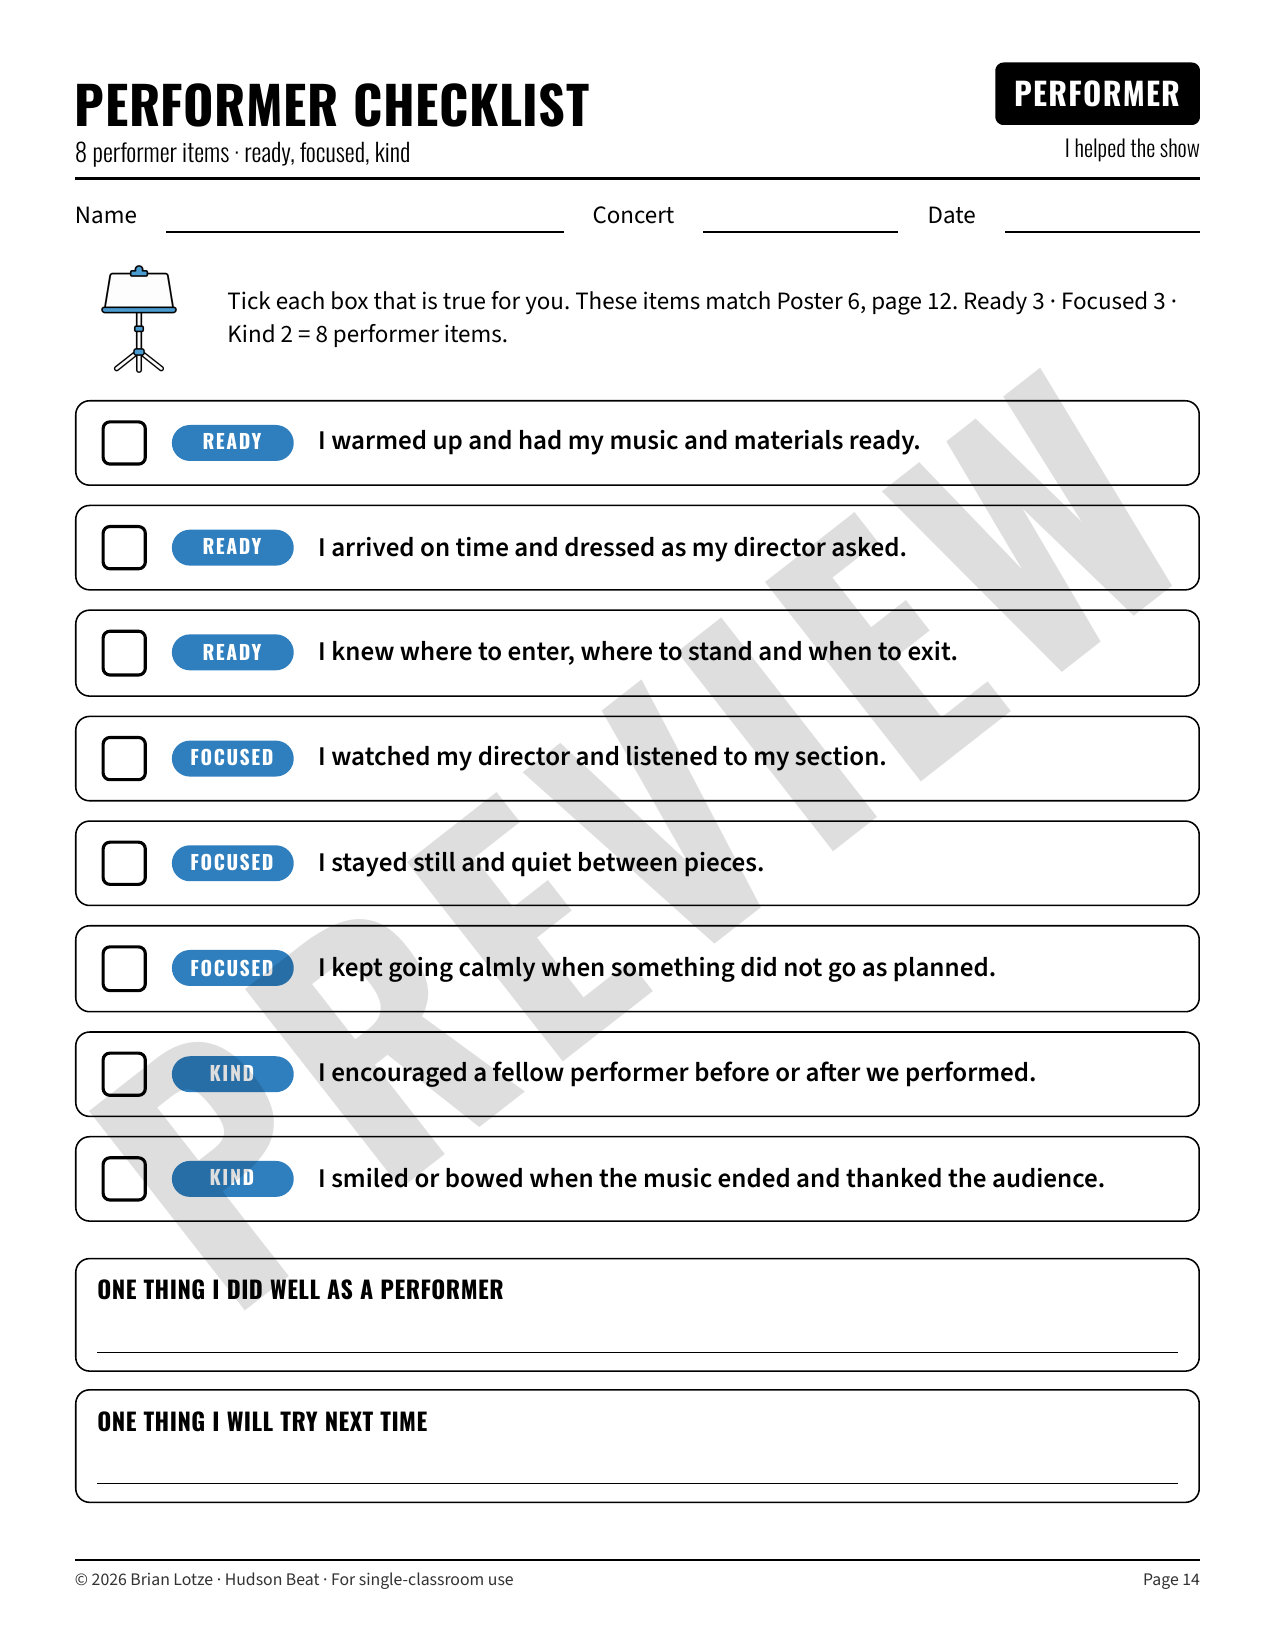 PERFORMER CHECKLIST
PERFORMER
8 performer items · ready, focused, kind
I helped the show
Name
Concert
Date
Tick each box that is true for you. These items match Poster 6, page 12. Ready 3 · Focused 3 ·
Kind 2 = 8 performer items.
READY I warmed up and had my music and materials ready.
READY I arrived on time and dressed as my director asked.
READY I knew where to enter, where to stand and when to exit.
FOCUSED I watched my director and listened to my section.
FOCUSED I stayed still and quiet between pieces.
FOCUSED I kept going calmly when something did not go as planned.
KIND I encouraged a fellow performer before or after we performed.
KIND I smiled or bowed when the music ended and thanked the audience.
PREVIEW
ONE THING I DID WELL AS A PERFORMER
ONE THING I WILL TRY NEXT TIME
© 2026 Brian Lotze · Hudson Beat · For single-classroom use
Page 14